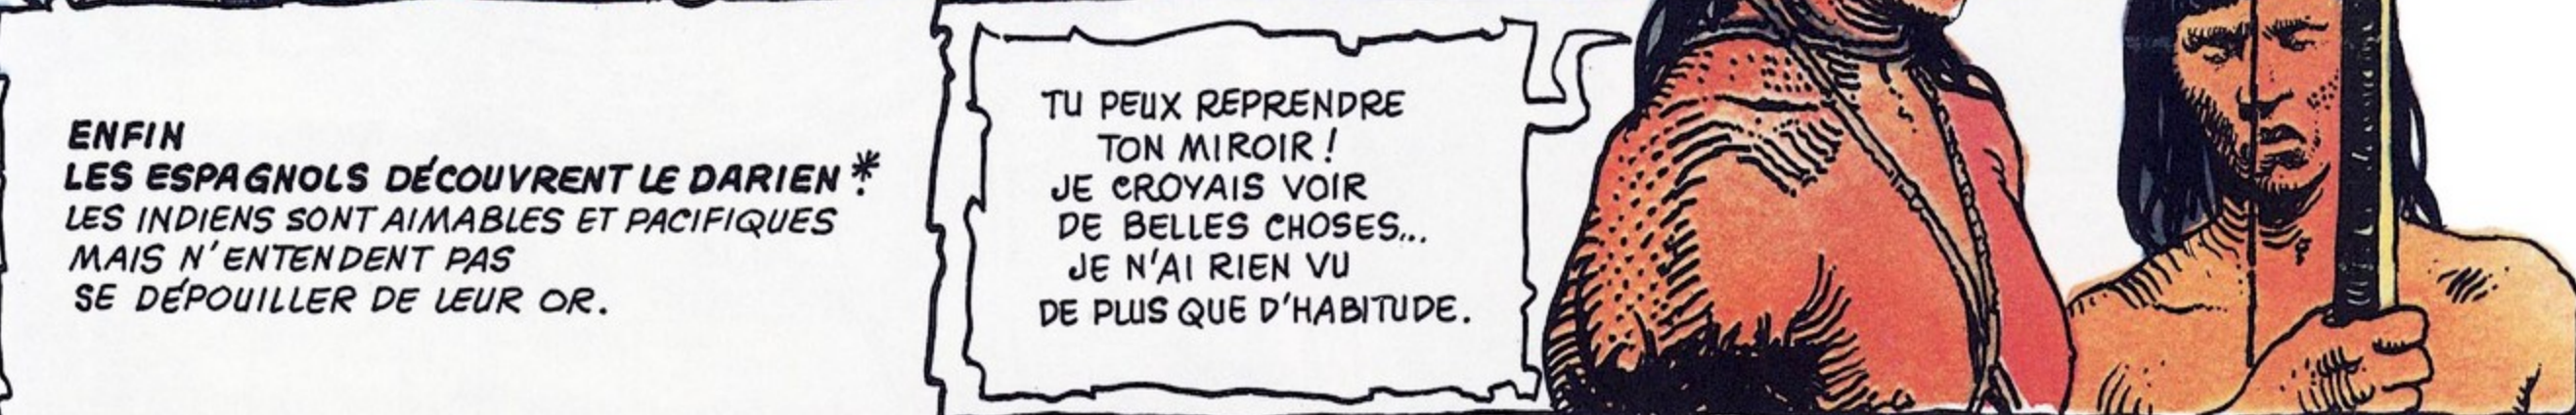 ENFIN
LES ESPAGNOLS DÉCOUVRENT LE DARIEN*.
LES INDIENS SONT AIMABLES ET PACIFIQUES
MAIS N'ENTENDENT PAS
SE DÉPOUILLER DE LEUR OR.
TU PEUX REPRENDRE
TON MIROIR !
JE CROYAIS VOIR
DE BELLES CHOSES...
JE N'AI RIEN VU
DE PLUS QUE D'HABITUDE.